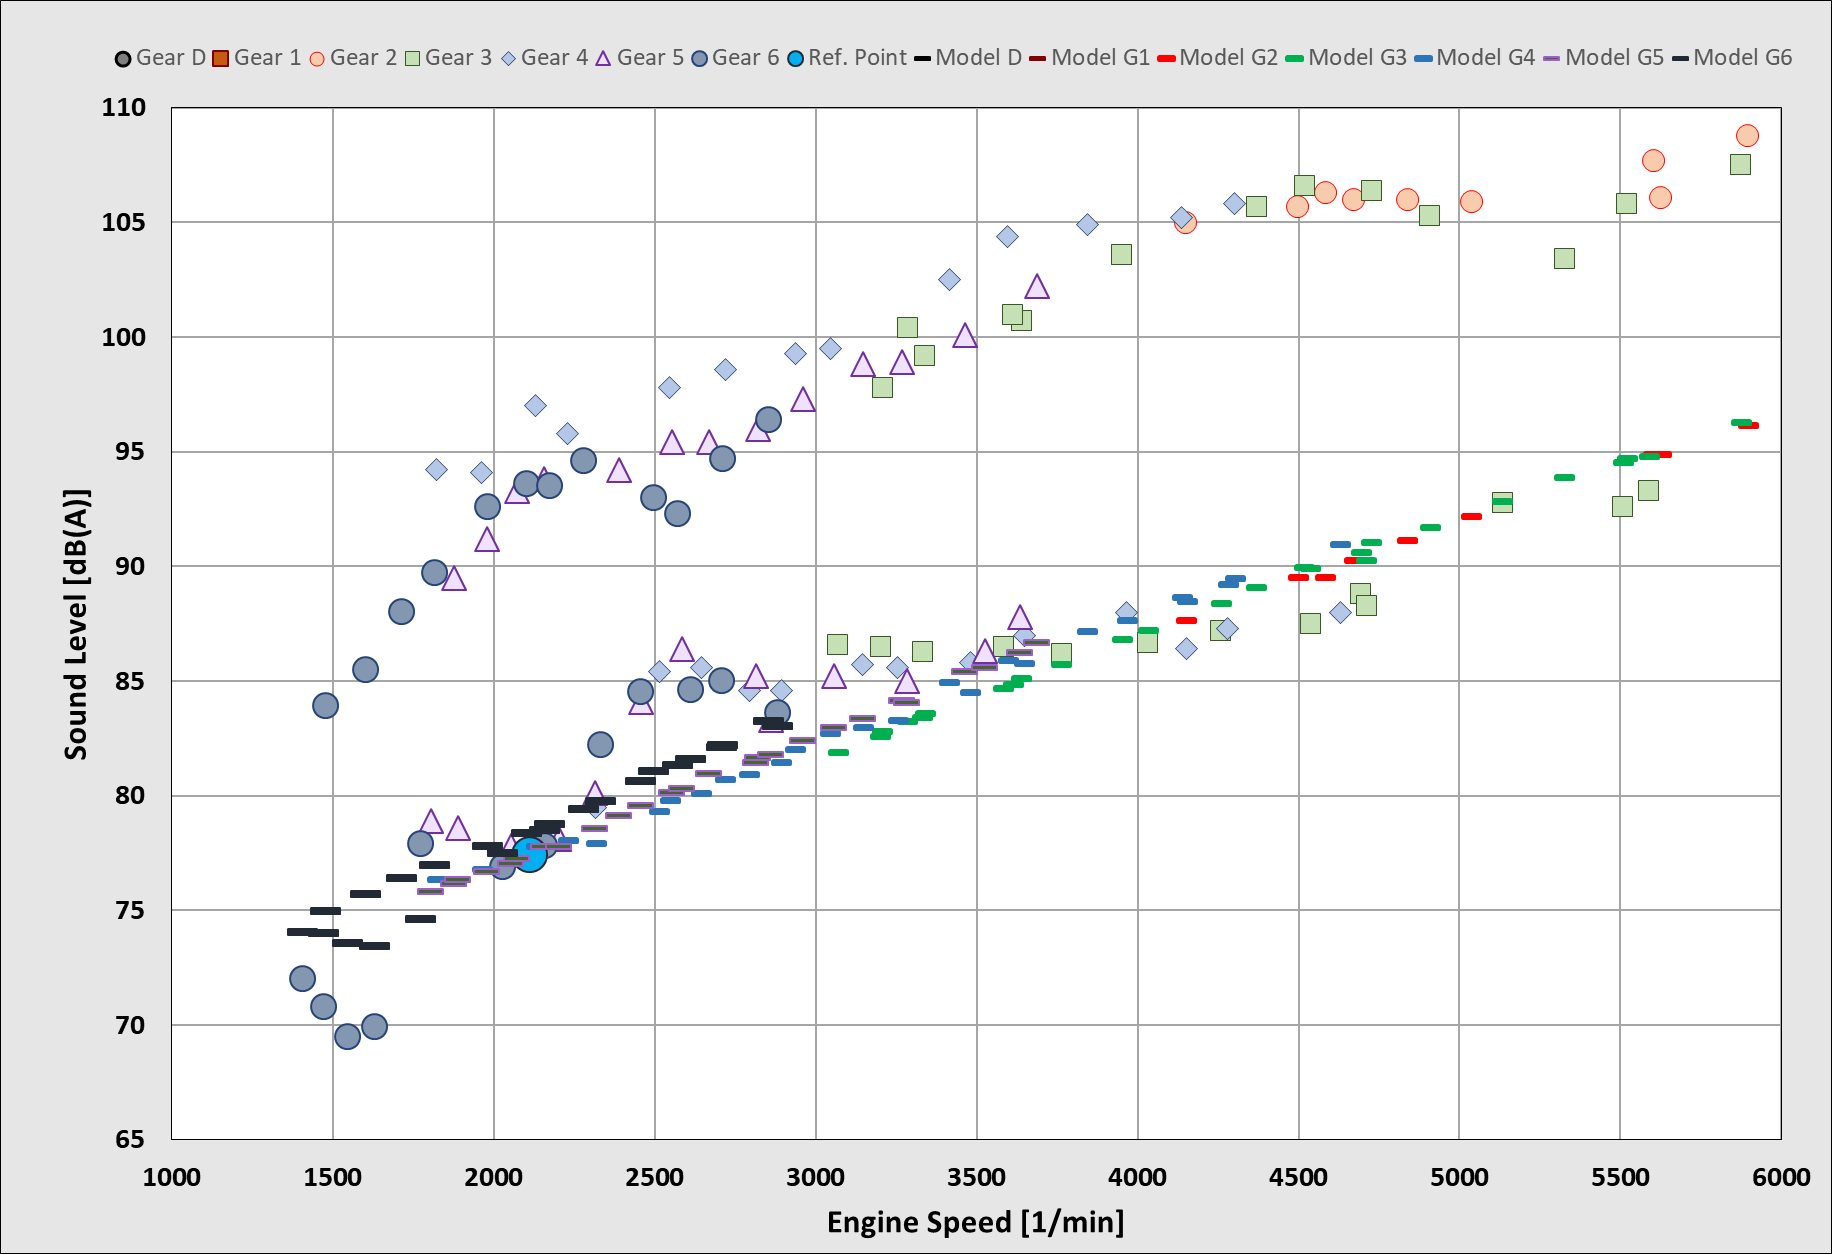 Gear D Gear 1 Gear 2 Gear 3 Gear 4 Gear 5 Gear 6 Ref. Point Model D Model G1 Model G2 Model G3 Model G4 Model G5 Model G6
110
105
100
95
90
85
80
75
70
65
Sound Level [dB(A)]
1000 1500 2000 2500 3000 3500 4000 4500 5000 5500 6000
Engine Speed [1/min]